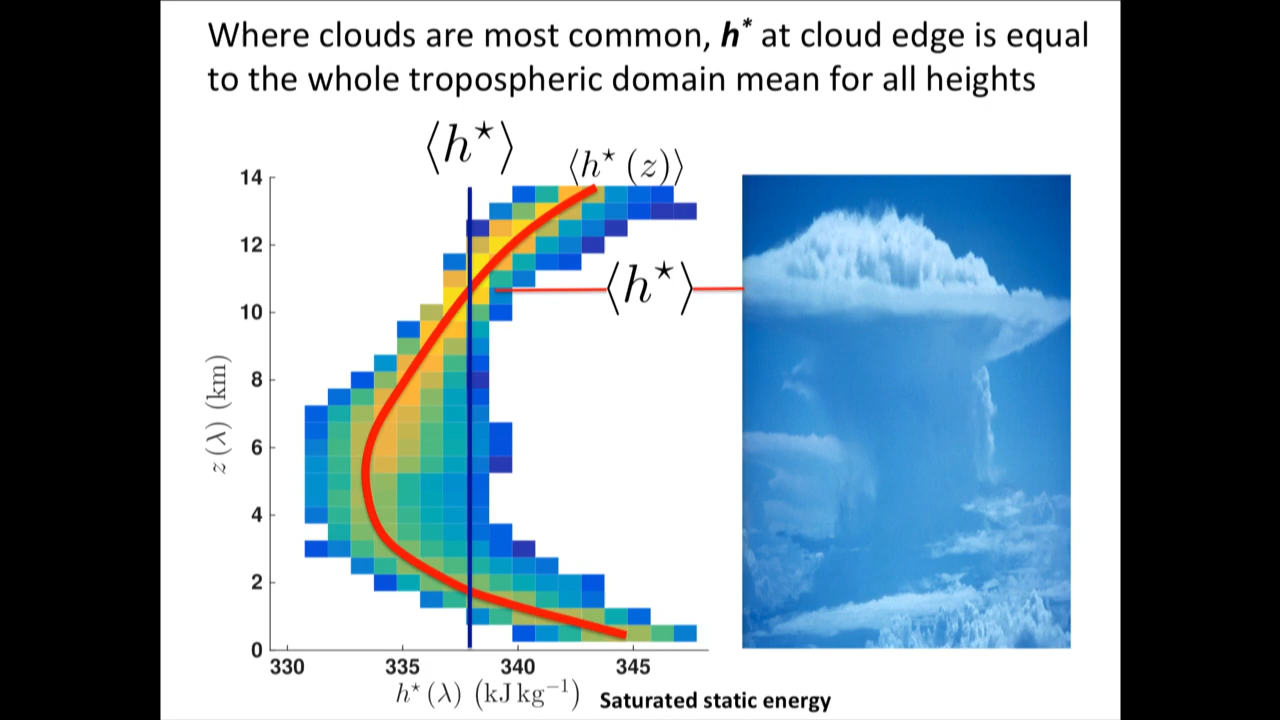 Where clouds are most common, h* at cloud edge is equal
to the whole tropospheric domain mean for all heights
⟨h⋆⟩
⟨h⋆ (z)⟩
14
12
⟨h⋆⟩
10
8
6
4
2
0
z (λ) (km)
330 335 340 345
h⋆ (λ) (kJ kg⁻¹) Saturated static energy